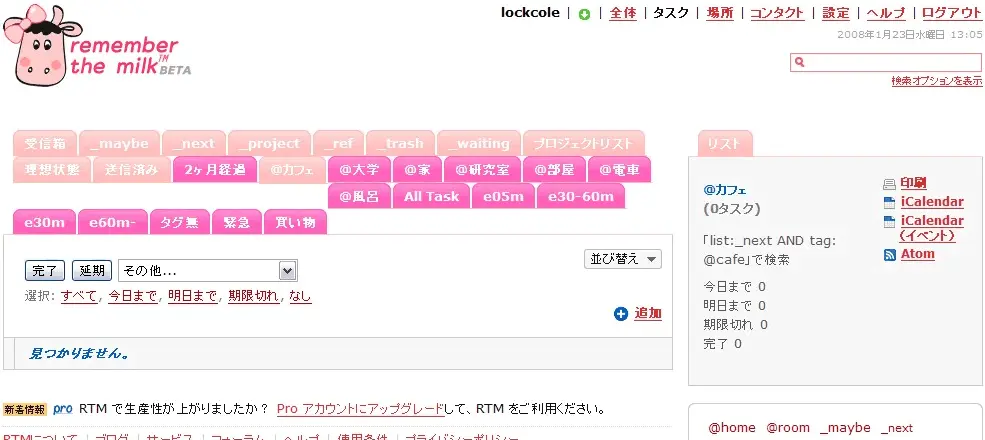 lockcole | | 全体 | タスク | 場所 | コンタクト | 設定 | ヘルプ | ログアウト
2008年1月23日水曜日 13:05
remember
the milk TM BETA
検索オプションを表示
受信箱 _maybe _next _project _ref _trash _waiting プロジェクトリスト
理想状態 送信済み 2ヶ月経過 @カフェ @大学 @家 @研究室 @部屋 @電車
@風呂 All Task e05m e30-60m
e30m e60m- タグ無 緊急 買い物
完了 延期 その他...
並び替え
選択: すべて, 今日まで, 明日まで, 期限切れ, なし
追加
見つかりません。
リスト
@カフェ
(0タスク)
「list:_next AND tag:
@cafe」で検索
今日まで 0
明日まで 0
期限切れ 0
完了 0
印刷
iCalendar
iCalendar
(イベント)
Atom
新着情報 pro RTM で生産性が上がりましたか? Pro アカウントにアップグレードして、RTM をご利用ください。
RTMについて | ブログ | サービス | フォーラム | ヘルプ | 使用条件 | プライバシーポリシー
@home @room _maybe _next